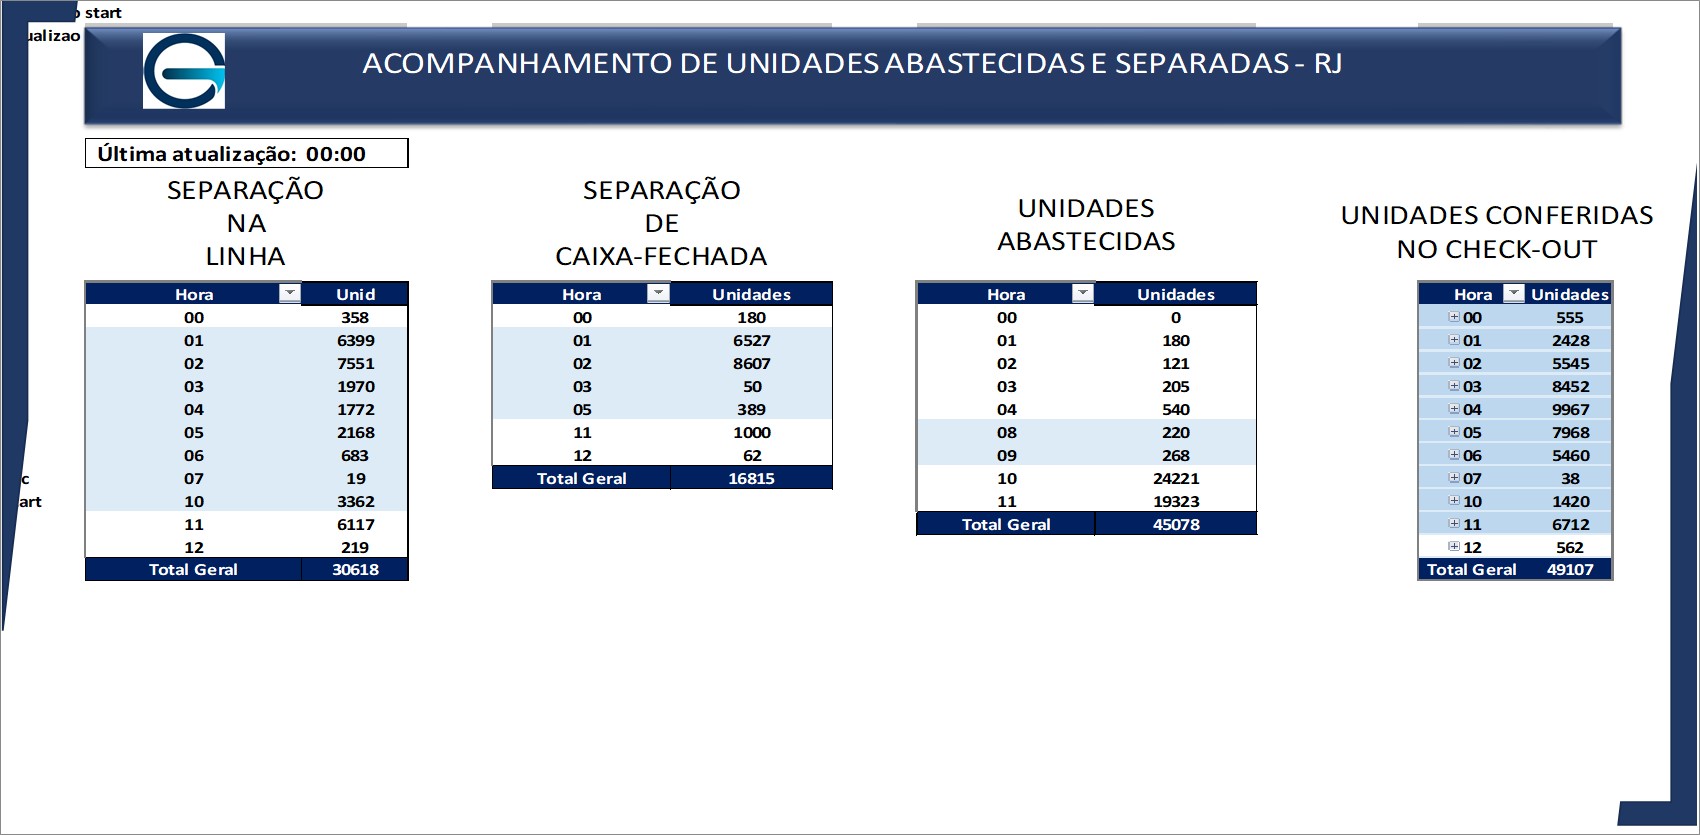 start
ualizao
ACOMPANHAMENTO DE UNIDADES ABASTECIDAS E SEPARADAS - RJ
Última atualização: 00:00
SEPARAÇÃO
NA
LINHA
Hora Unid
00 358
01 6399
02 7551
03 1970
04 1772
05 2168
06 683
07 19
10 3362
11 6117
12 219
Total Geral 30618
SEPARAÇÃO
DE
CAIXA-FECHADA
Hora Unidades
00 180
01 6527
02 8607
03 50
05 389
11 1000
12 62
Total Geral 16815
UNIDADES
ABASTECIDAS
Hora Unidades
00 0
01 180
02 121
03 205
04 540
08 220
09 268
10 24221
11 19323
Total Geral 45078
UNIDADES CONFERIDAS
NO CHECK-OUT
Hora Unidades
00 555
01 2428
02 5545
03 8452
04 9967
05 7968
06 5460
07 38
10 1420
11 6712
12 562
Total Geral 49107
c
art